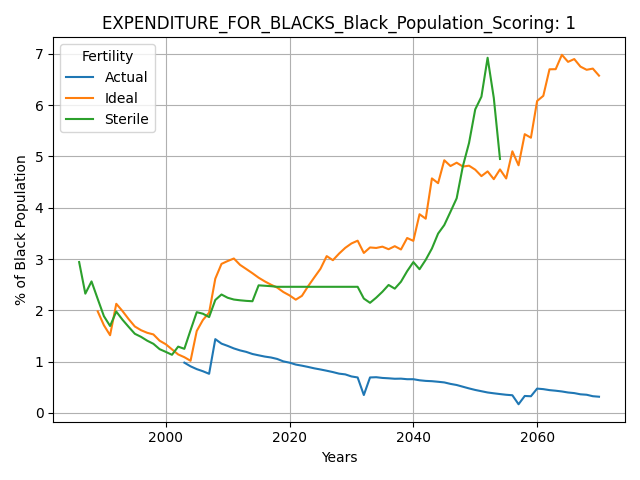 EXPENDITURE_FOR_BLACKS_Black_Population_Scoring: 1
Fertility
Actual
Ideal
Sterile
% of Black Population
7
6
5
4
3
2
1
0
2000 2020 2040 2060
Years